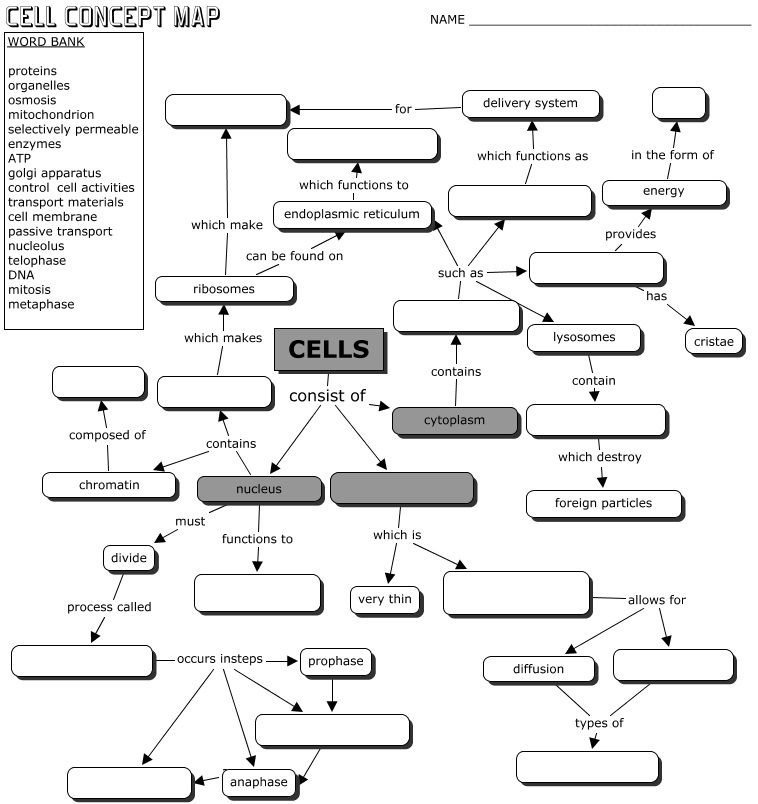 CELL CONCEPT MAP
NAME
WORD BANK
proteins
organelles
osmosis
mitochondrion
selectively permeable
enzymes
ATP
golgi apparatus
control cell activities
transport materials
cell membrane
passive transport
nucleolus
telophase
DNA
mitosis
metaphase
for
delivery system
which functions as
in the form of
which functions to
energy
endoplasmic reticulum
which make
provides
can be found on
such as
ribosomes
has
which makes
lysosomes
cristae
CELLS
contains
contain
consist of
cytoplasm
composed of
contains
which destroy
chromatin
nucleus
foreign particles
must
functions to
which is
divide
very thin
allows for
process called
occurs insteps
prophase
diffusion
types of
anaphase